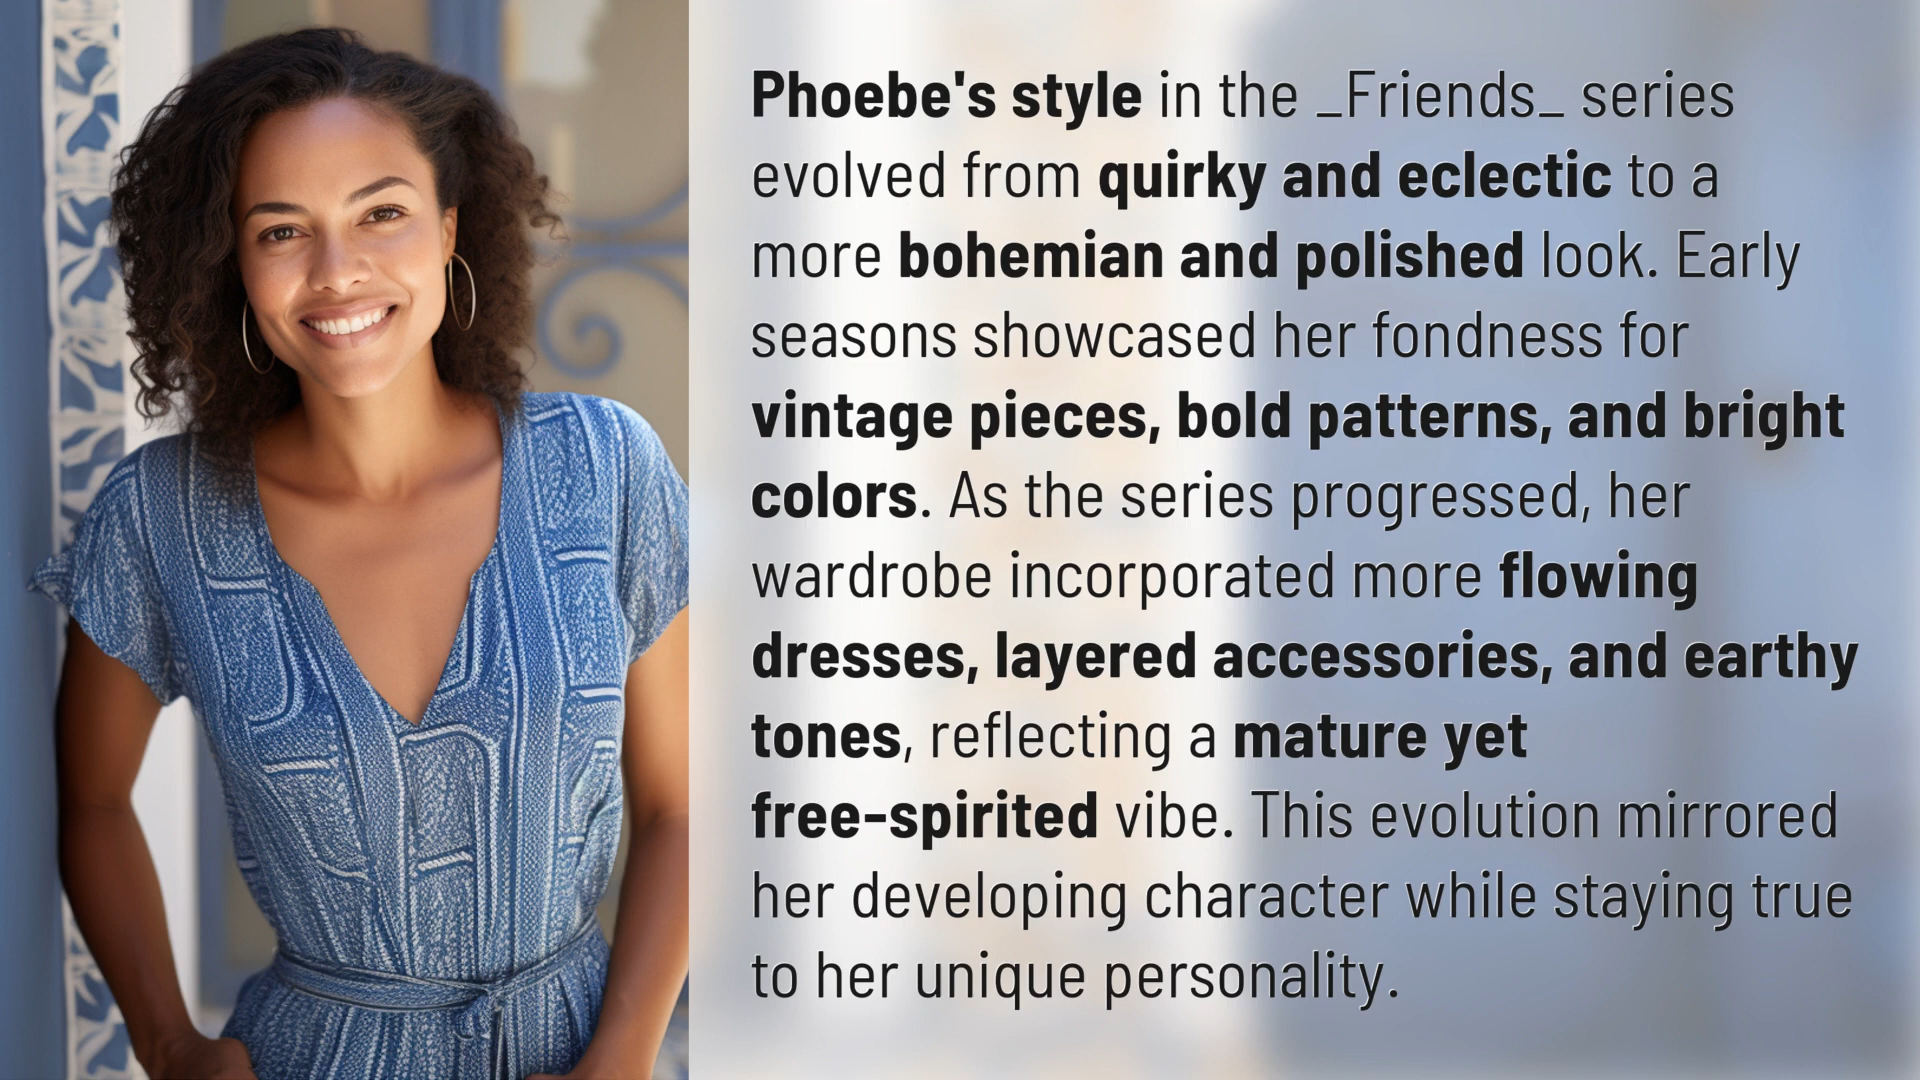 Phoebe's style in the _Friends_ series
evolved from quirky and eclectic to a
more bohemian and polished look. Early
seasons showcased her fondness for
vintage pieces, bold patterns, and bright
colors. As the series progressed, her
wardrobe incorporated more flowing
dresses, layered accessories, and earthy
tones, reflecting a mature yet
free-spirited vibe. This evolution mirrored
her developing character while staying true
to her unique personality.